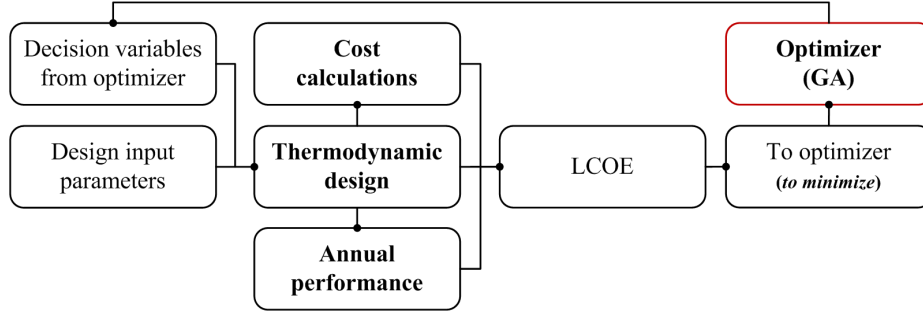 Decision variables
from optimizer
Cost
calculations
Optimizer
(GA)
Design input
parameters
Thermodynamic
design
LCOE
To optimizer
(to minimize)
Annual
performance